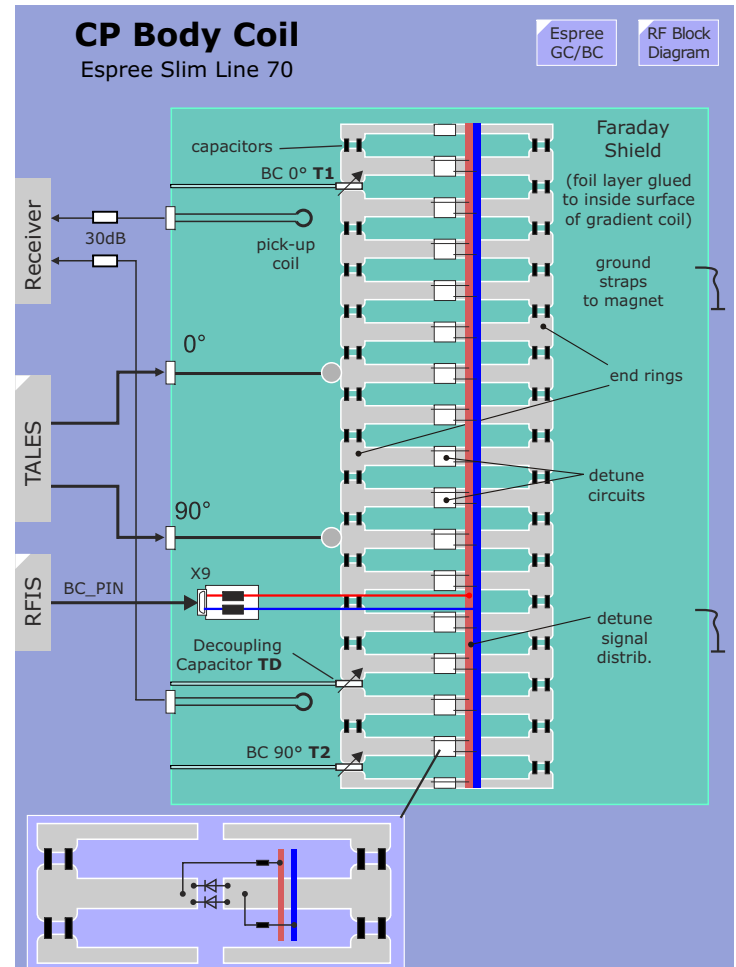 CP Body Coil
Espree Slim Line 70
Espree
GC/BC
RF Block
Diagram
capacitors
BC 0° T1
Faraday
Shield
(foil layer glued
to inside surface
of gradient coil)
Receiver
30dB
pick-up
coil
ground
straps
to magnet
0°
end rings
TALES
detune
circuits
90°
RFIS
BC_PIN
X9
detune
signal
distrib.
Decoupling
Capacitor TD
BC 90° T2